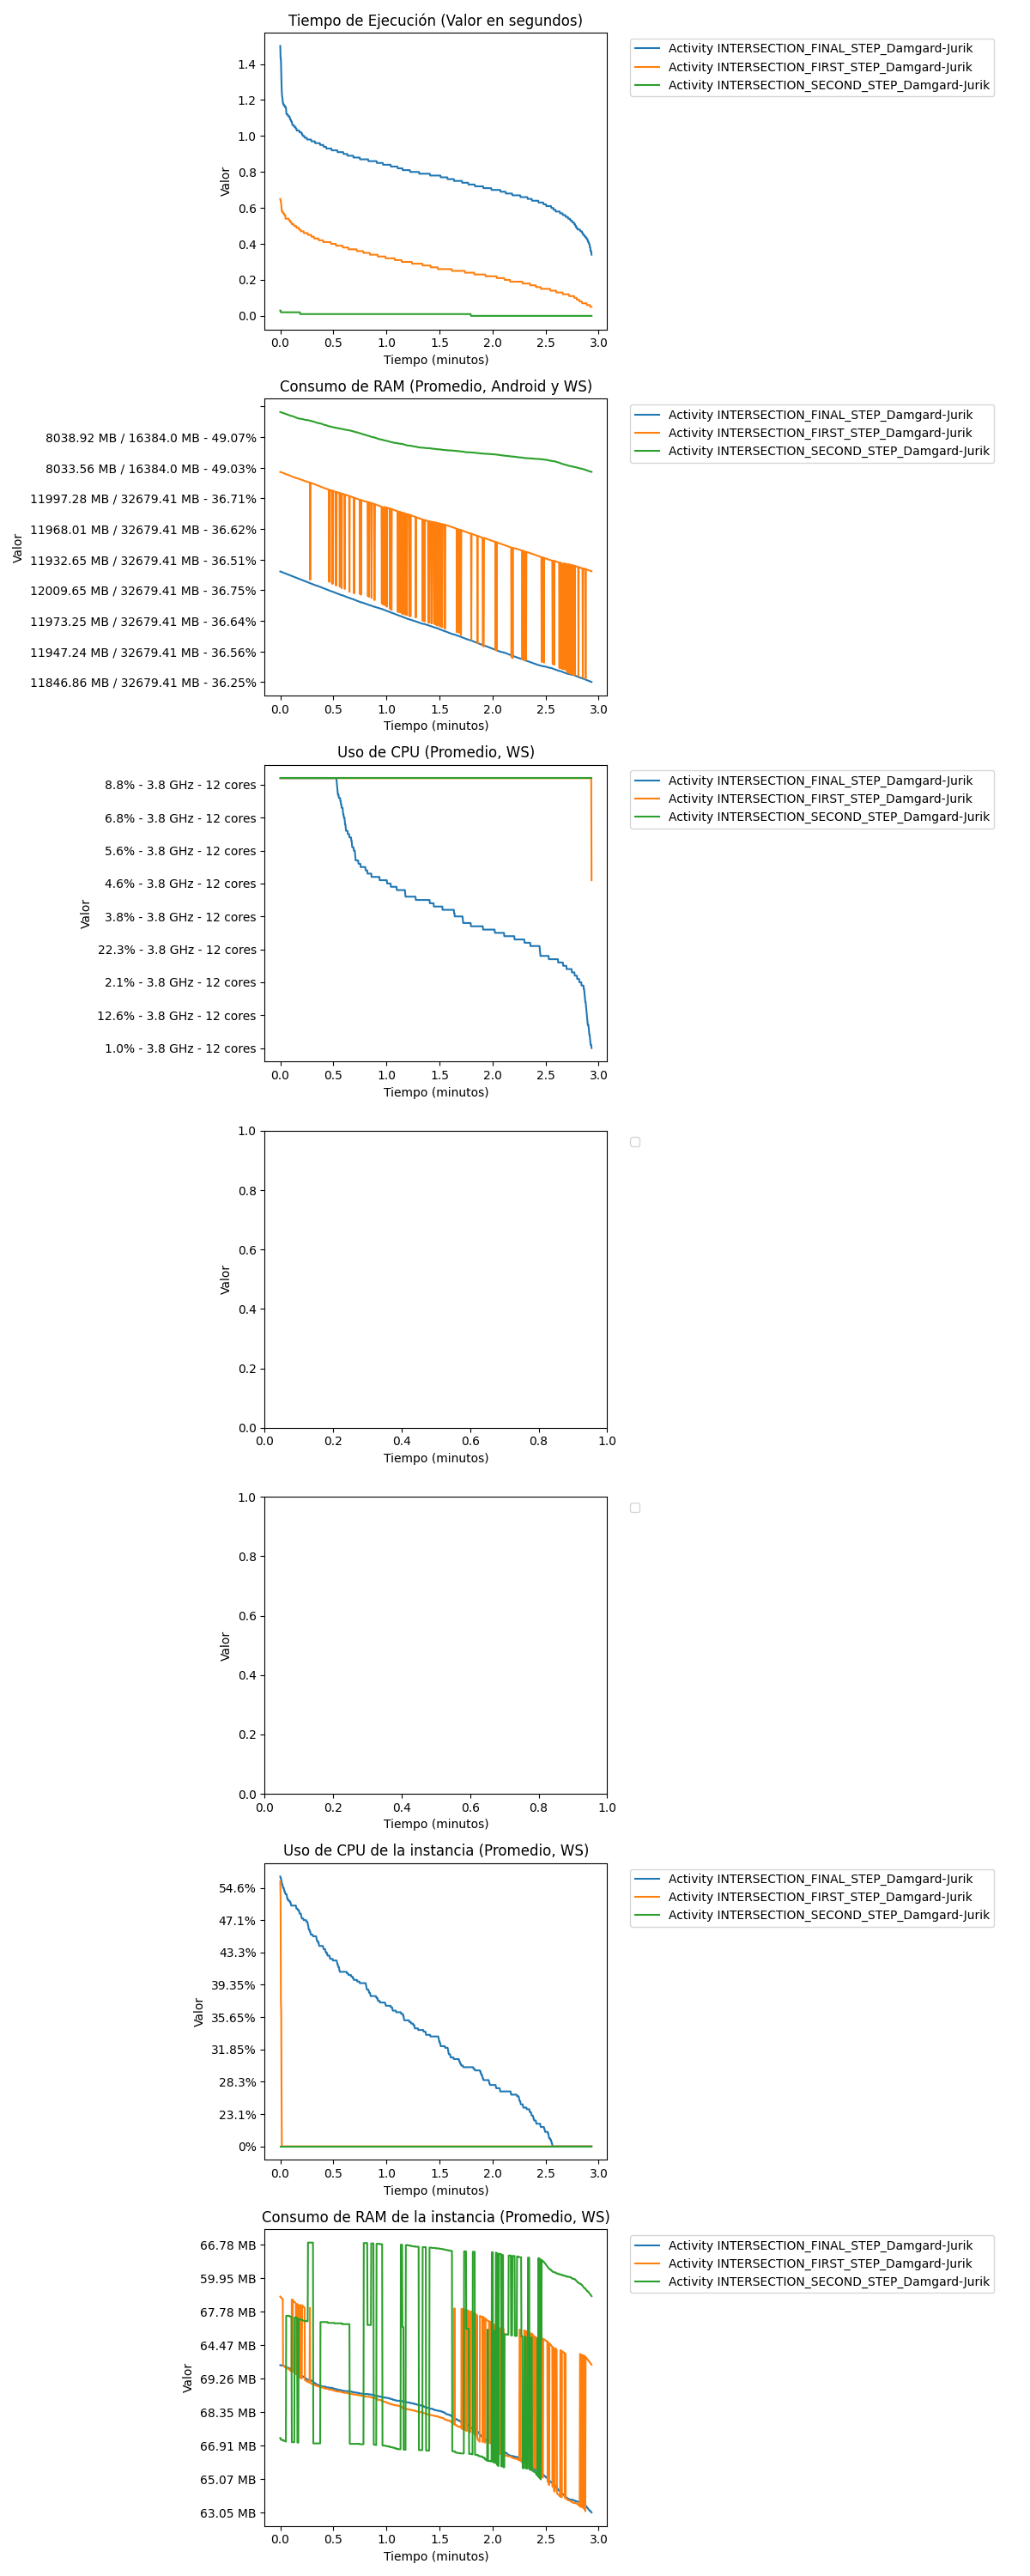 Tiempo de Ejecución (Valor en segundos)
1.4
1.2
1.0
0.8
0.6
0.4
0.2
0.0
Valor
0.0 0.5 1.0 1.5 2.0 2.5 3.0
Tiempo (minutos)
Activity INTERSECTION_FINAL_STEP_Damgard-Jurik
Activity INTERSECTION_FIRST_STEP_Damgard-Jurik
Activity INTERSECTION_SECOND_STEP_Damgard-Jurik
Consumo de RAM (Promedio, Android y WS)
8038.92 MB / 16384.0 MB - 49.07%
8033.56 MB / 16384.0 MB - 49.03%
11997.28 MB / 32679.41 MB - 36.71%
11968.01 MB / 32679.41 MB - 36.62%
11932.65 MB / 32679.41 MB - 36.51%
12009.65 MB / 32679.41 MB - 36.75%
11973.25 MB / 32679.41 MB - 36.64%
11947.24 MB / 32679.41 MB - 36.56%
11846.86 MB / 32679.41 MB - 36.25%
Valor
0.0 0.5 1.0 1.5 2.0 2.5 3.0
Tiempo (minutos)
Activity INTERSECTION_FINAL_STEP_Damgard-Jurik
Activity INTERSECTION_FIRST_STEP_Damgard-Jurik
Activity INTERSECTION_SECOND_STEP_Damgard-Jurik
Uso de CPU (Promedio, WS)
8.8% - 3.8 GHz - 12 cores
6.8% - 3.8 GHz - 12 cores
5.6% - 3.8 GHz - 12 cores
4.6% - 3.8 GHz - 12 cores
3.8% - 3.8 GHz - 12 cores
22.3% - 3.8 GHz - 12 cores
2.1% - 3.8 GHz - 12 cores
12.6% - 3.8 GHz - 12 cores
1.0% - 3.8 GHz - 12 cores
Valor
0.0 0.5 1.0 1.5 2.0 2.5 3.0
Tiempo (minutos)
Activity INTERSECTION_FINAL_STEP_Damgard-Jurik
Activity INTERSECTION_FIRST_STEP_Damgard-Jurik
Activity INTERSECTION_SECOND_STEP_Damgard-Jurik
1.0
0.8
0.6
0.4
0.2
0.0
Valor
0.0 0.2 0.4 0.6 0.8 1.0
Tiempo (minutos)
1.0
0.8
0.6
0.4
0.2
0.0
Valor
0.0 0.2 0.4 0.6 0.8 1.0
Tiempo (minutos)
Uso de CPU de la instancia (Promedio, WS)
54.6%
47.1%
43.3%
39.35%
35.65%
31.85%
28.3%
23.1%
0%
Valor
0.0 0.5 1.0 1.5 2.0 2.5 3.0
Tiempo (minutos)
Activity INTERSECTION_FINAL_STEP_Damgard-Jurik
Activity INTERSECTION_FIRST_STEP_Damgard-Jurik
Activity INTERSECTION_SECOND_STEP_Damgard-Jurik
Consumo de RAM de la instancia (Promedio, WS)
66.78 MB
59.95 MB
67.78 MB
64.47 MB
69.26 MB
68.35 MB
66.91 MB
65.07 MB
63.05 MB
Valor
0.0 0.5 1.0 1.5 2.0 2.5 3.0
Tiempo (minutos)
Activity INTERSECTION_FINAL_STEP_Damgard-Jurik
Activity INTERSECTION_FIRST_STEP_Damgard-Jurik
Activity INTERSECTION_SECOND_STEP_Damgard-Jurik